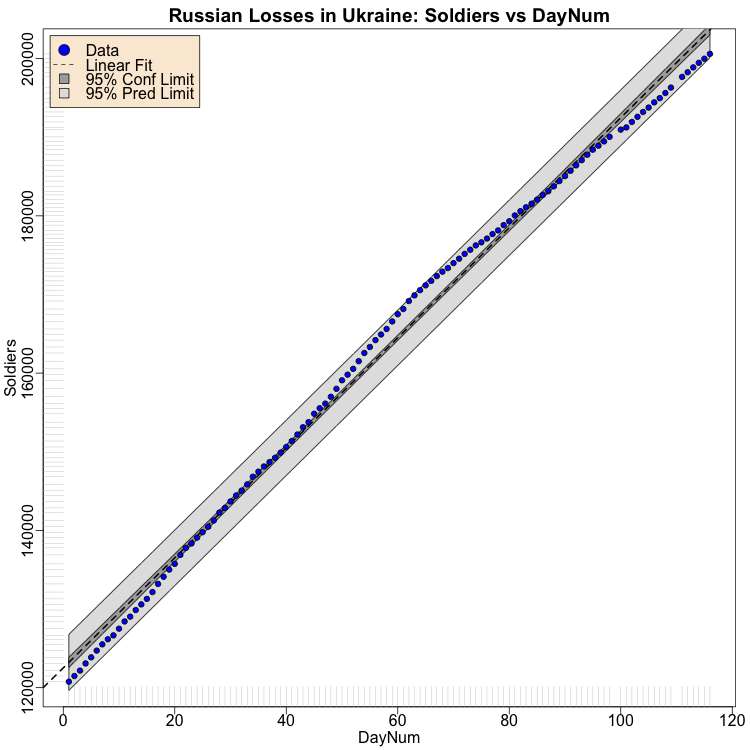 Russian Losses in Ukraine: Soldiers vs DayNum
Data
Linear Fit
95% Conf Limit
95% Pred Limit
Soldiers
200000
180000
160000
140000
120000
0 20 40 60 80 100 120
DayNum